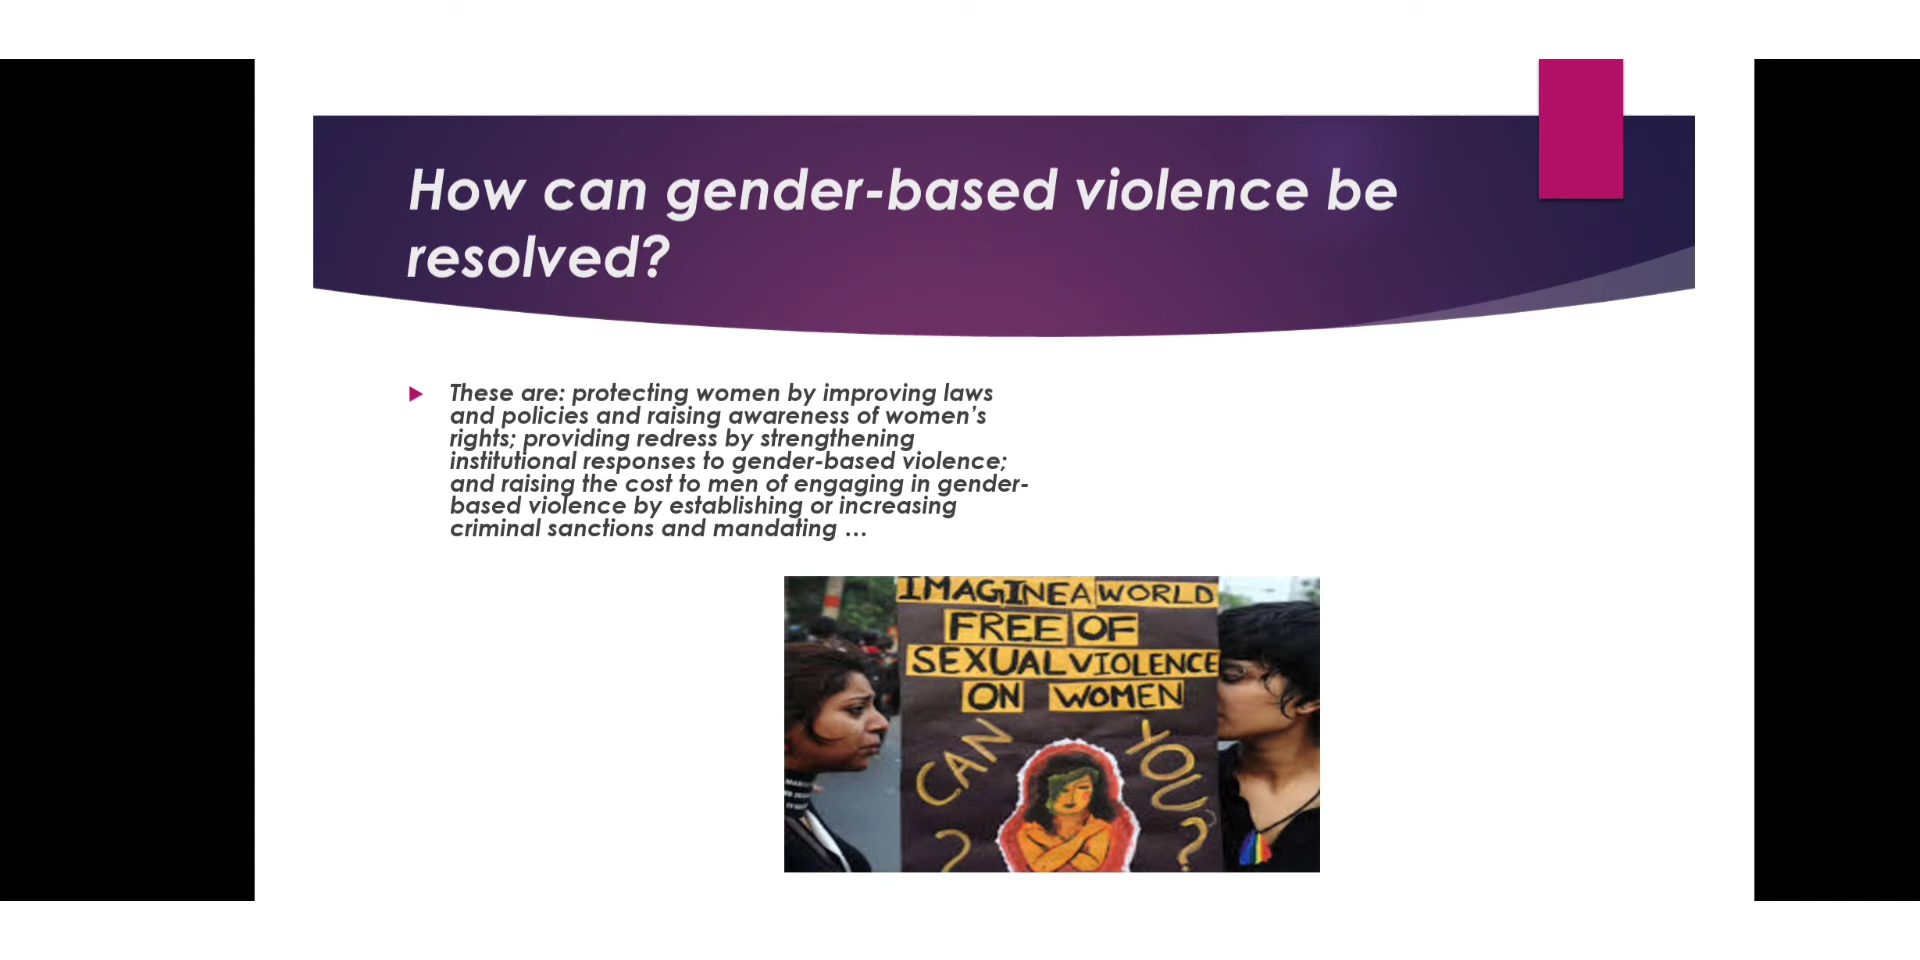 How can gender-based violence be
resolved?
These are: protecting women by improving laws
and policies and raising awareness of women's
rights; providing redress by strengthening
institutional responses to gender-based violence;
and raising the cost to men of engaging in gender-
based violence by establishing or increasing
criminal sanctions and mandating ...
IMAGINE A WORLD
FREE OF
SEXUAL VIOLENCE
ON WOMEN
CAN YOU?
?